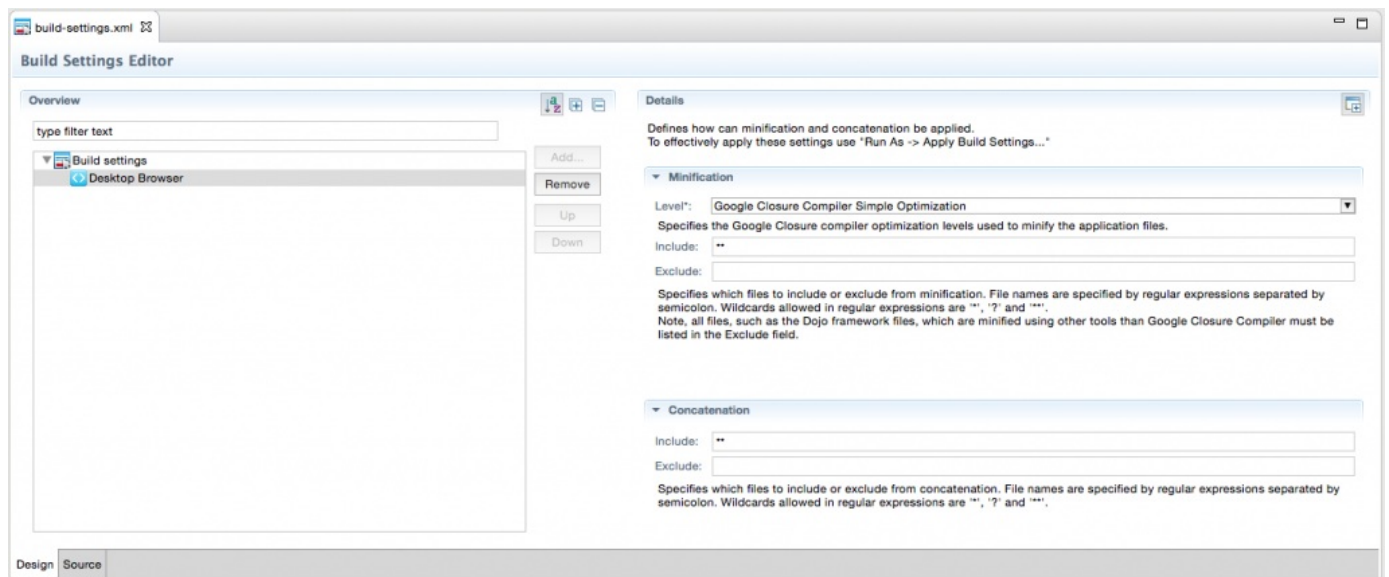 build-settings.xml
Build Settings Editor
Overview
type filter text
Build settings
Desktop Browser
Add...
Remove
Up
Down
Details
Defines how can minification and concatenation be applied.
To effectively apply these settings use "Run As -> Apply Build Settings..."
Minification
Level*: Google Closure Compiler Simple Optimization
Specifies the Google Closure compiler optimization levels used to minify the application files.
Include: **
Exclude:
Specifies which files to include or exclude from minification. File names are specified by regular expressions separated by
semicolon. Wildcards allowed in regular expressions are '*', '?' and '**'.
Note, all files, such as the Dojo framework files, which are minified using other tools than Google Closure Compiler must be
listed in the Exclude field.
Concatenation
Include: **
Exclude:
Specifies which files to include or exclude from concatenation. File names are specified by regular expressions separated by
semicolon. Wildcards allowed in regular expressions are '*', '?' and '**'.
Design Source